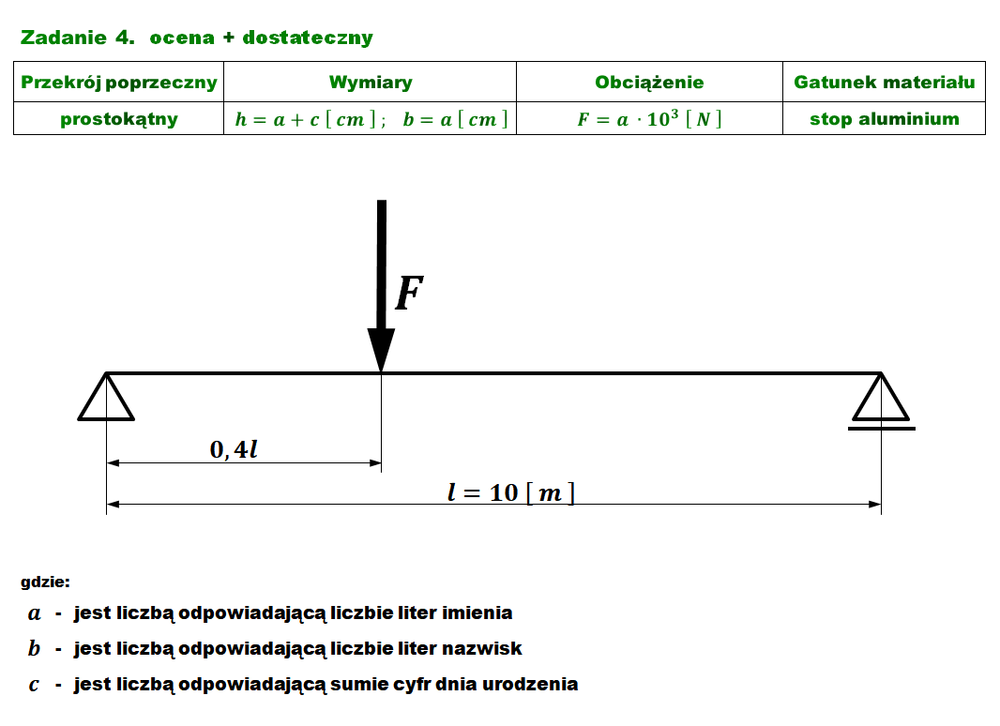 Zadanie 4. ocena + dostateczny
Przekrój poprzeczny Wymiary Obciążenie Gatunek materiału
prostokątny h = a + c [ cm ] ; b = a [ cm ] F = a · 10³ [ N ] stop aluminium
F
0,4l
l = 10 [ m ]
gdzie:
a - jest liczbą odpowiadającą liczbie liter imienia
b - jest liczbą odpowiadającą liczbie liter nazwisk
c - jest liczbą odpowiadającą sumie cyfr dnia urodzenia